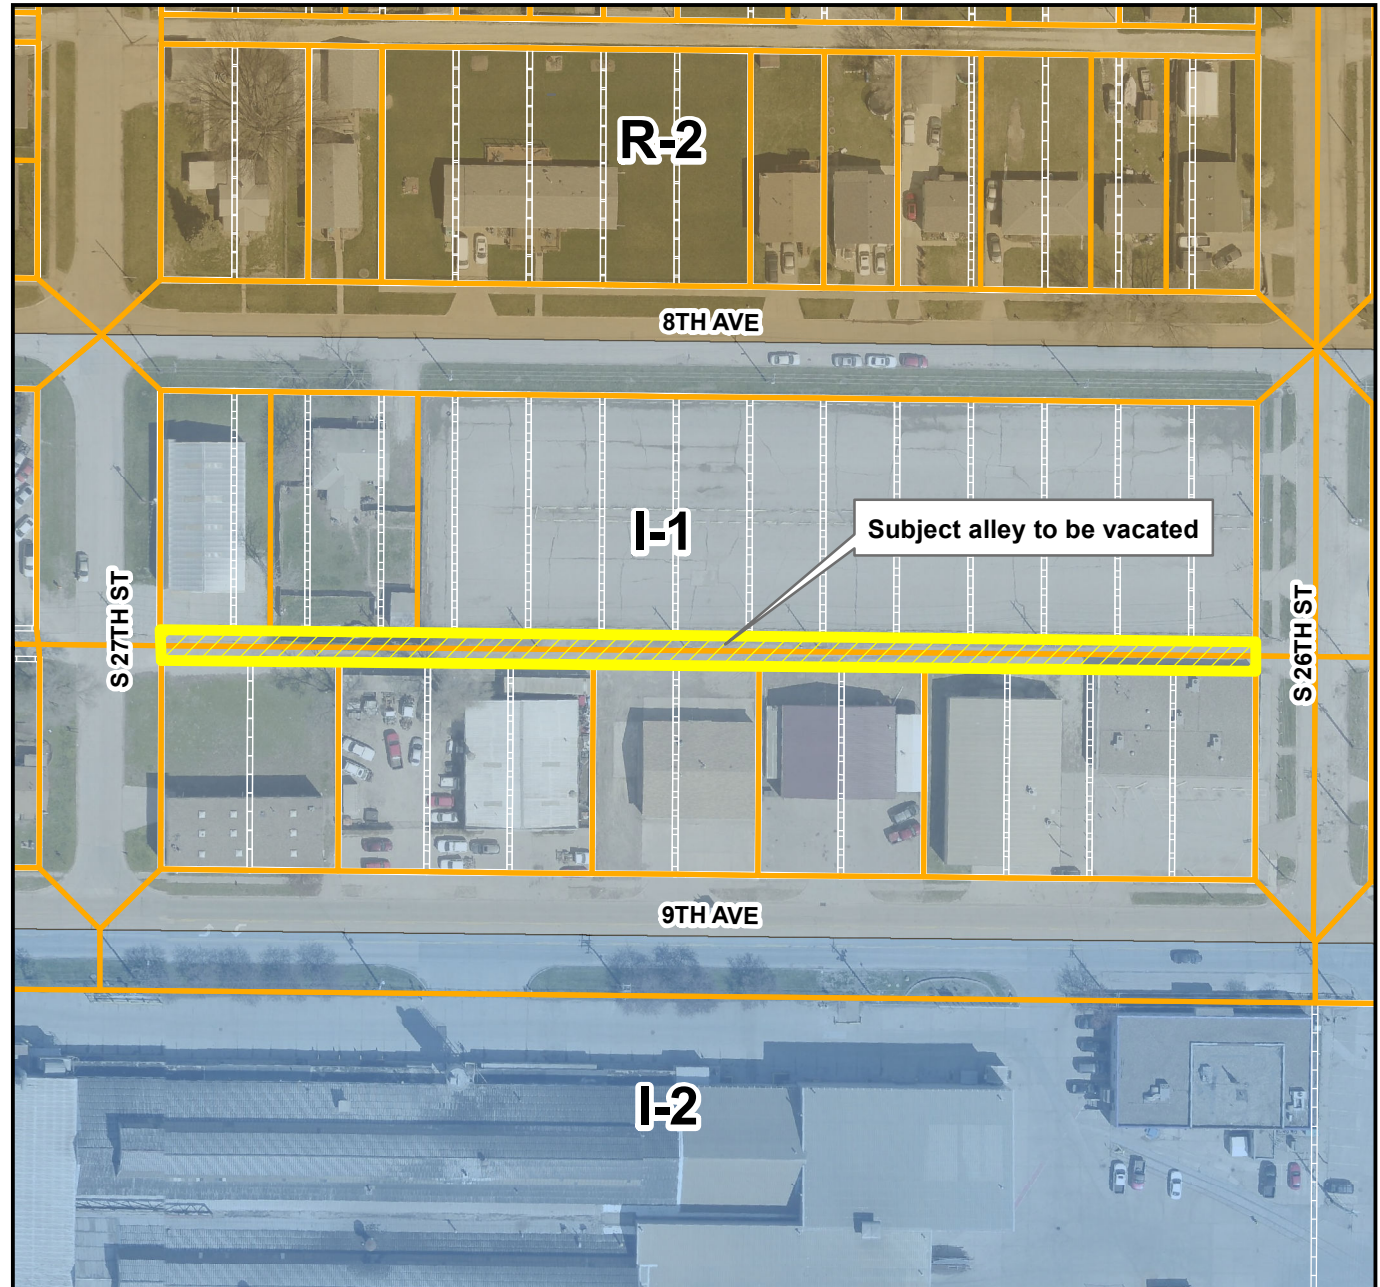 R-2
8TH AVE
I-1
Subject alley to be vacated
S 27TH ST
S 26TH ST
9TH AVE
I-2